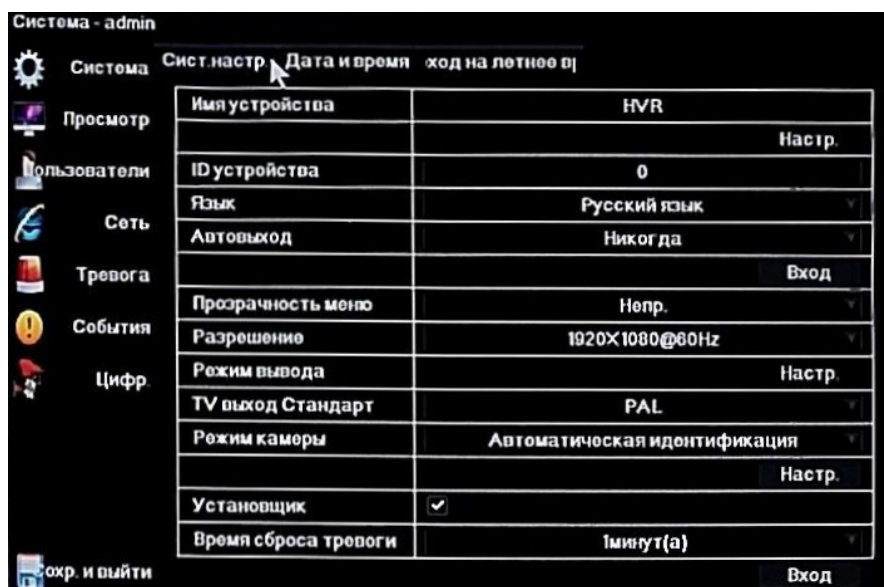 Система - admin
Система
Просмотр
ользователи
Сеть
Тревога
События
Цифр.
охр. и выйти
Сист.настр. Дата и время ход на летнее в
Имя устройства HVR
Настр.
ID устройства 0
Язык Русский язык
Автовыход Никогда
Вход
Прозрачность меню Непр.
Разрешение 1920X1080@60Hz
Режим вывода Настр.
TV выход Стандарт PAL
Режим камеры Автоматическая идентификация
Настр.
Установщик
Время сброса тревоги 1минут(а)
Вход